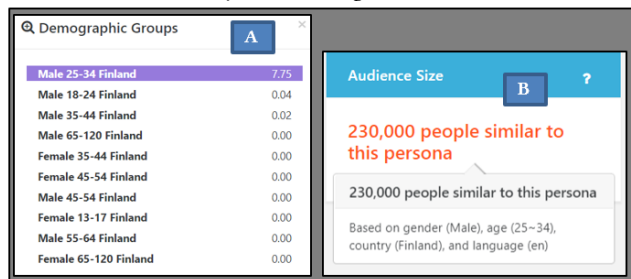 Demographic Groups
A
×
Male 25-34 Finland 7.75
Male 18-24 Finland 0.04
Male 35-44 Finland 0.02
Male 65-120 Finland 0.00
Female 35-44 Finland 0.00
Female 45-54 Finland 0.00
Male 45-54 Finland 0.00
Female 13-17 Finland 0.00
Male 55-64 Finland 0.00
Female 65-120 Finland 0.00
Audience Size
B
?
230,000 people similar to
this persona
230,000 people similar to this persona
Based on gender (Male), age (25~34),
country (Finland), and language (en)